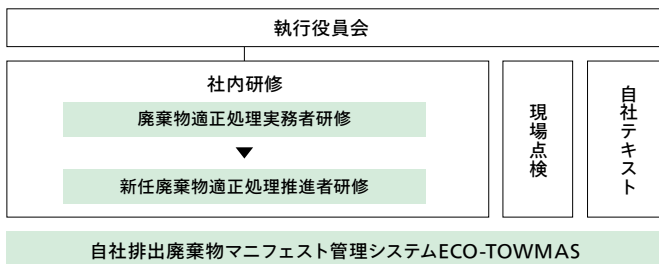 執行役員会
社内研修
廃棄物適正処理実務者研修
▼
新任廃棄物適正処理推進者研修
現場点検
自社テキスト
自社排出廃棄物マニフェスト管理システムECO-TOWMAS